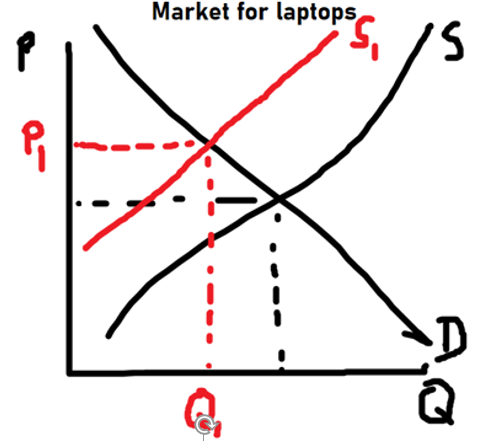 Market for laptops
P
S₁
S
P₁
D
Q₁
Q